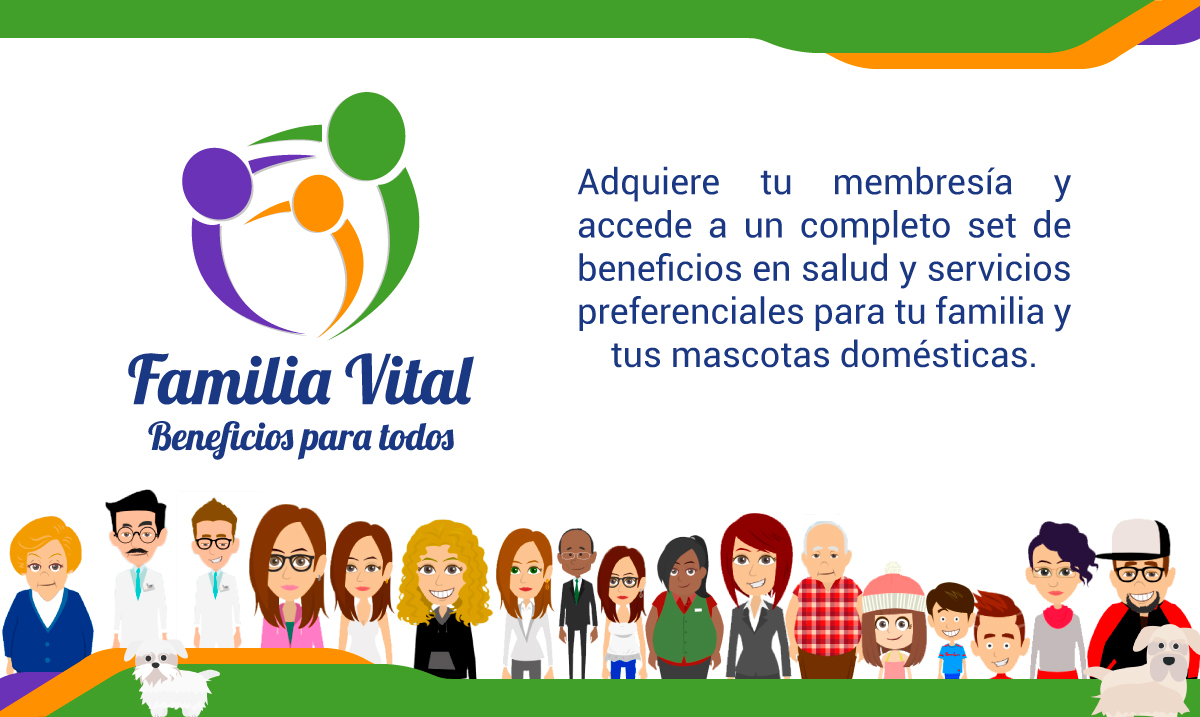 Adquiere tu membresía y
accede a un completo set de
beneficios en salud y servicios
preferenciales para tu familia y
tus mascotas domésticas.
Familia Vital
Beneficios para todos